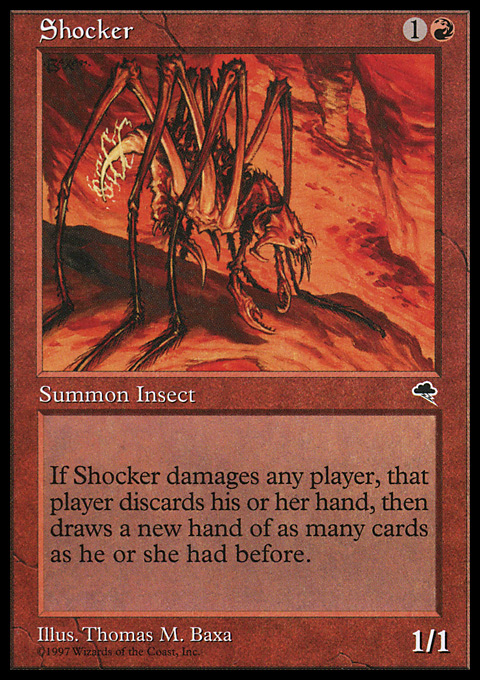 Shocker 1
BAXA
Summon Insect
If Shocker damages any player, that
player discards his or her hand, then
draws a new hand of as many cards
as he or she had before.
Illus. Thomas M. Baxa
1/1
©1997 Wizards of the Coast, Inc.